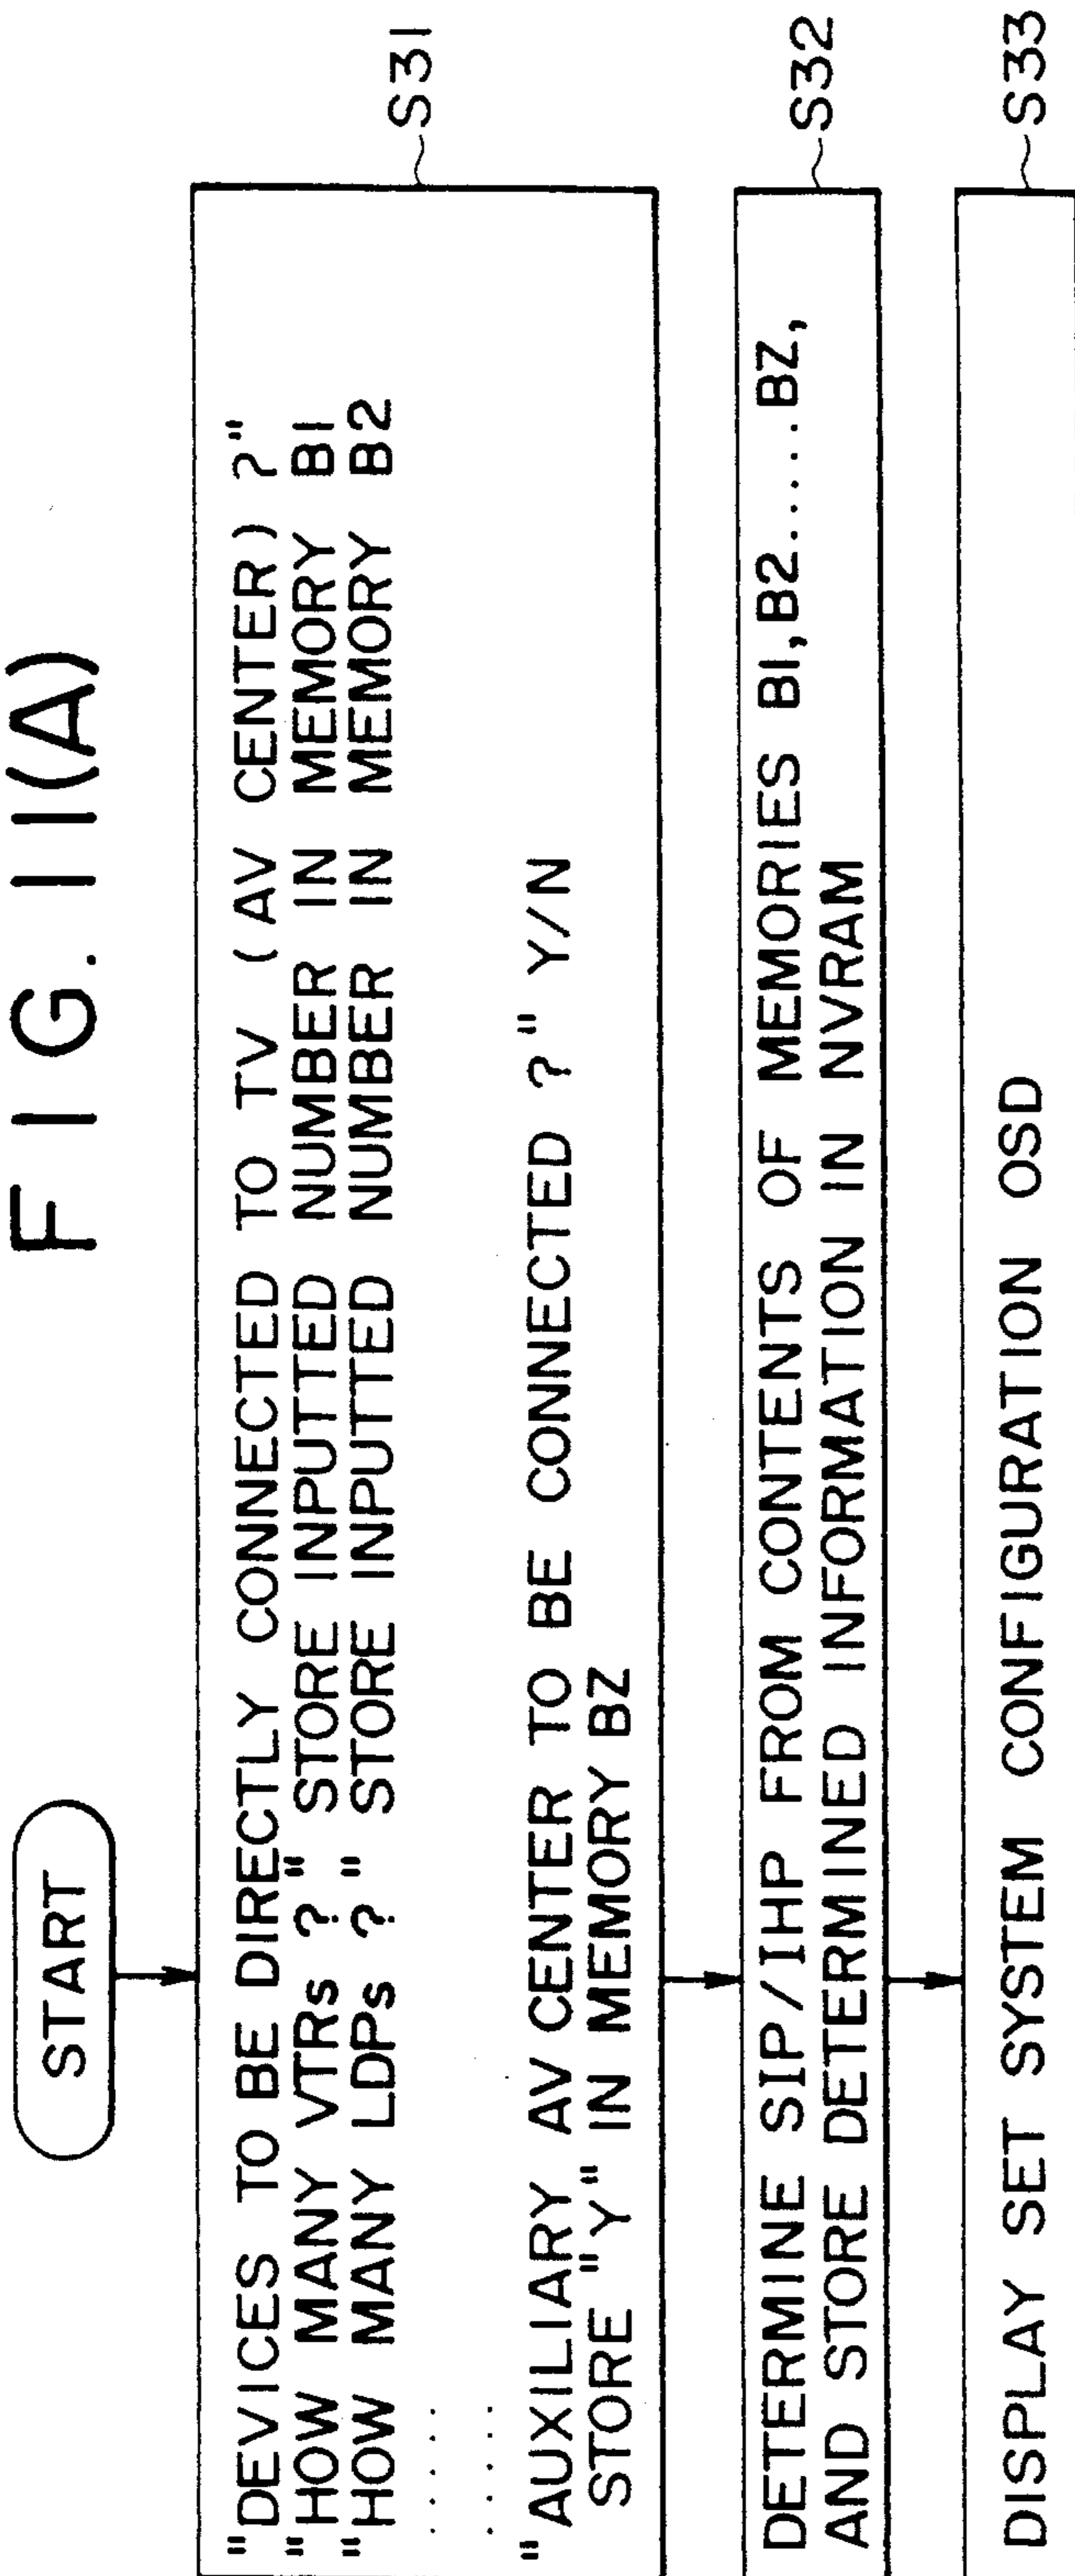 FIG. 11(A)
START
"DEVICES TO BE DIRECTLY CONNECTED TO TV (AV CENTER) ?"
"HOW MANY VTRs ?" STORE INPUTTED NUMBER IN MEMORY B1
"HOW MANY LDPs ?" STORE INPUTTED NUMBER IN MEMORY B2
.....
.....
"AUXILIARY AV CENTER TO BE CONNECTED ?" Y/N
STORE "Y" IN MEMORY BZ
S31
DETERMINE SIP/IHP FROM CONTENTS OF MEMORIES B1,B2.....BZ,
AND STORE DETERMINED INFORMATION IN NVRAM
S32
DISPLAY SET SYSTEM CONFIGURATION OSD
S33